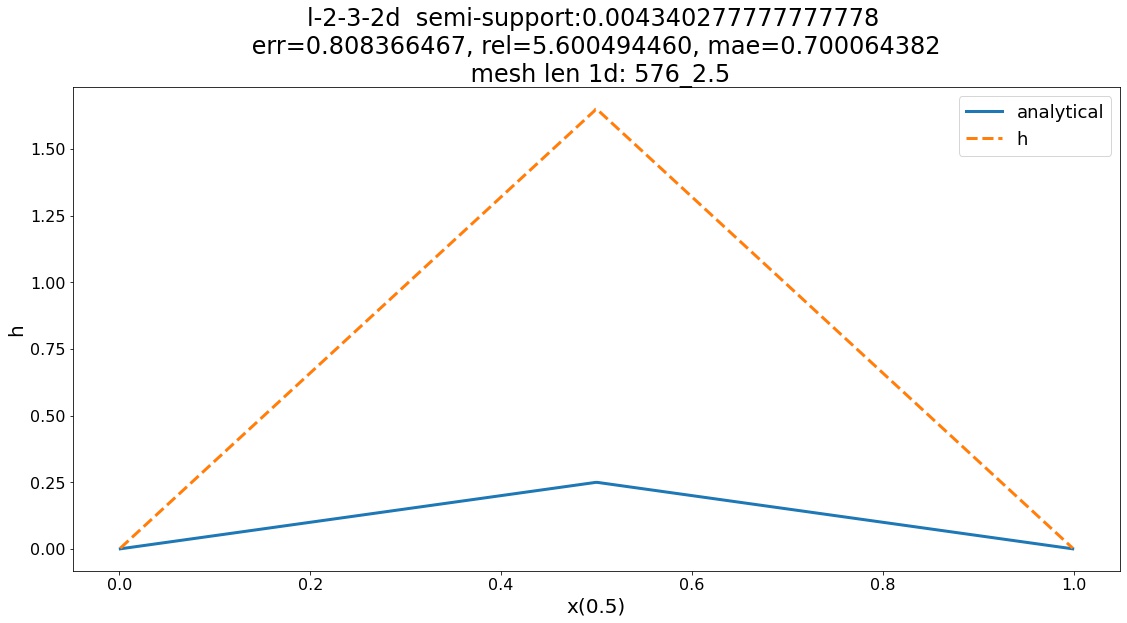 l-2-3-2d  semi-support:0.004340277777777778
err=0.808366467, rel=5.600494460, mae=0.700064382
mesh len 1d: 576_2.5
analytical
h
1.50
1.25
1.00
0.75
0.50
0.25
0.00
h
0.0 0.2 0.4 0.6 0.8 1.0
x(0.5)